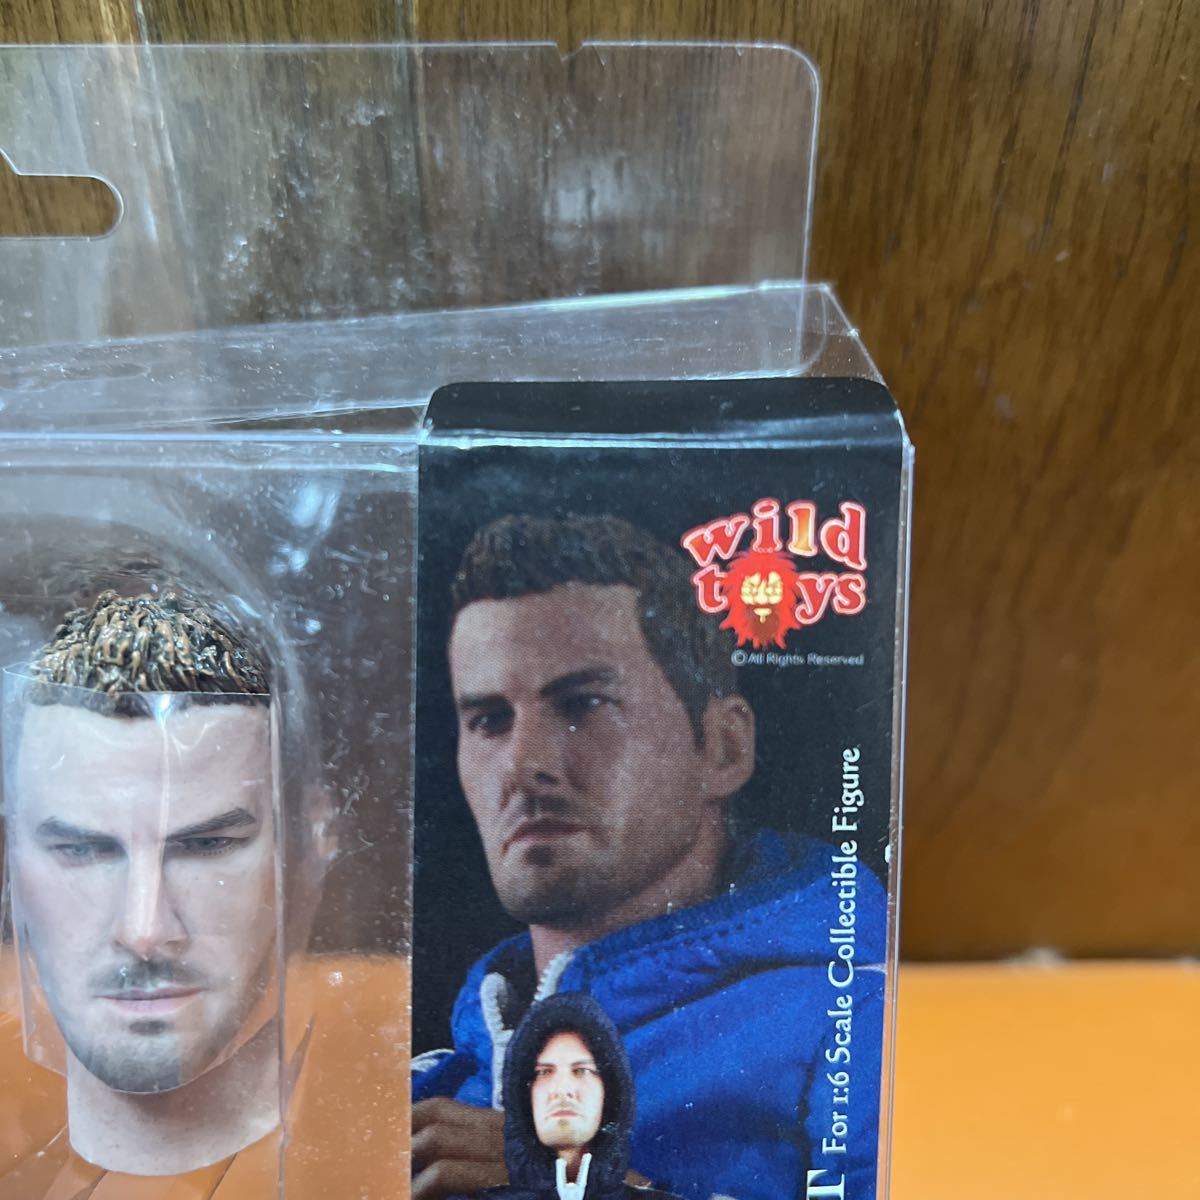 wild
toys
©All Rights Reserved
For 1:6 Scale Collectible Figure
T